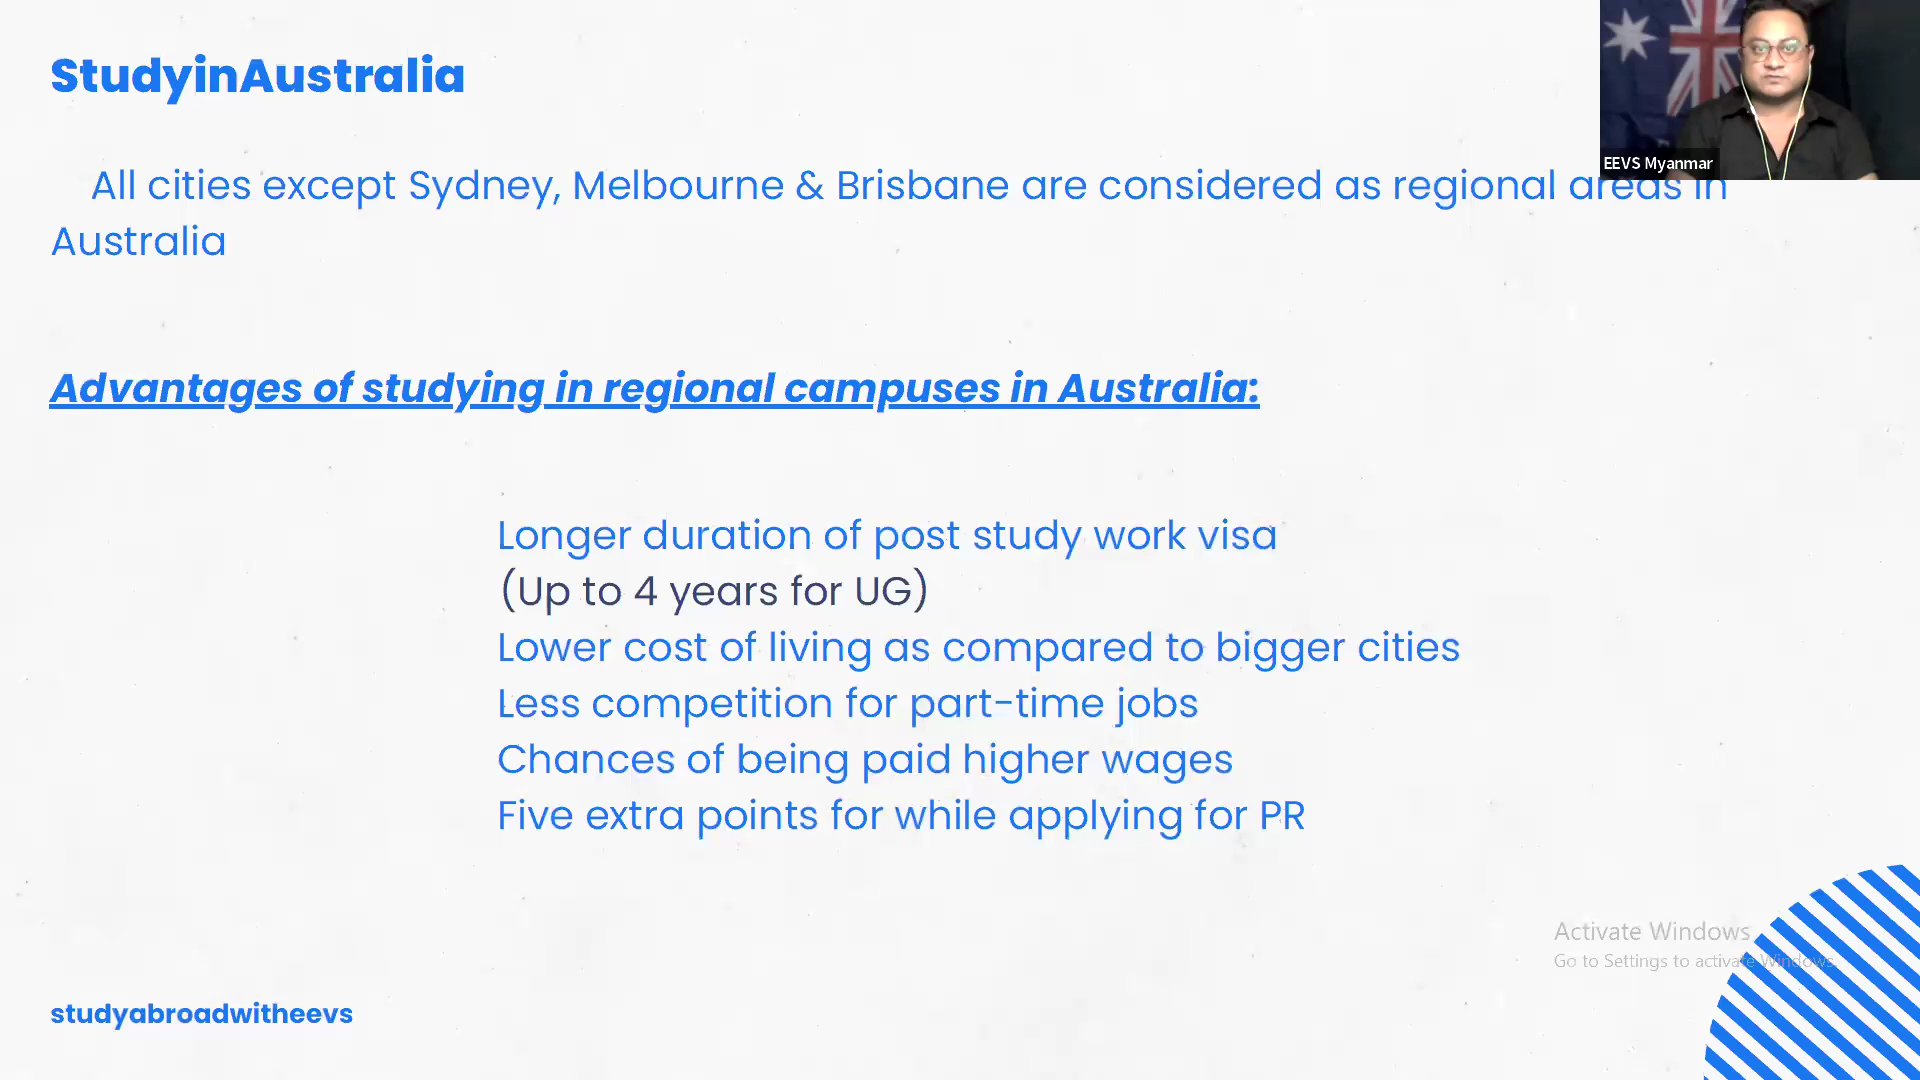 StudyinAustralia
EEVS Myanmar
All cities except Sydney, Melbourne & Brisbane are considered as regional areas in
Australia
Advantages of studying in regional campuses in Australia:
Longer duration of post study work visa
(Up to 4 years for UG)
Lower cost of living as compared to bigger cities
Less competition for part-time jobs
Chances of being paid higher wages
Five extra points for while applying for PR
Activate Windows
Go to Settings to activate Windows.
studyabroadwitheevs